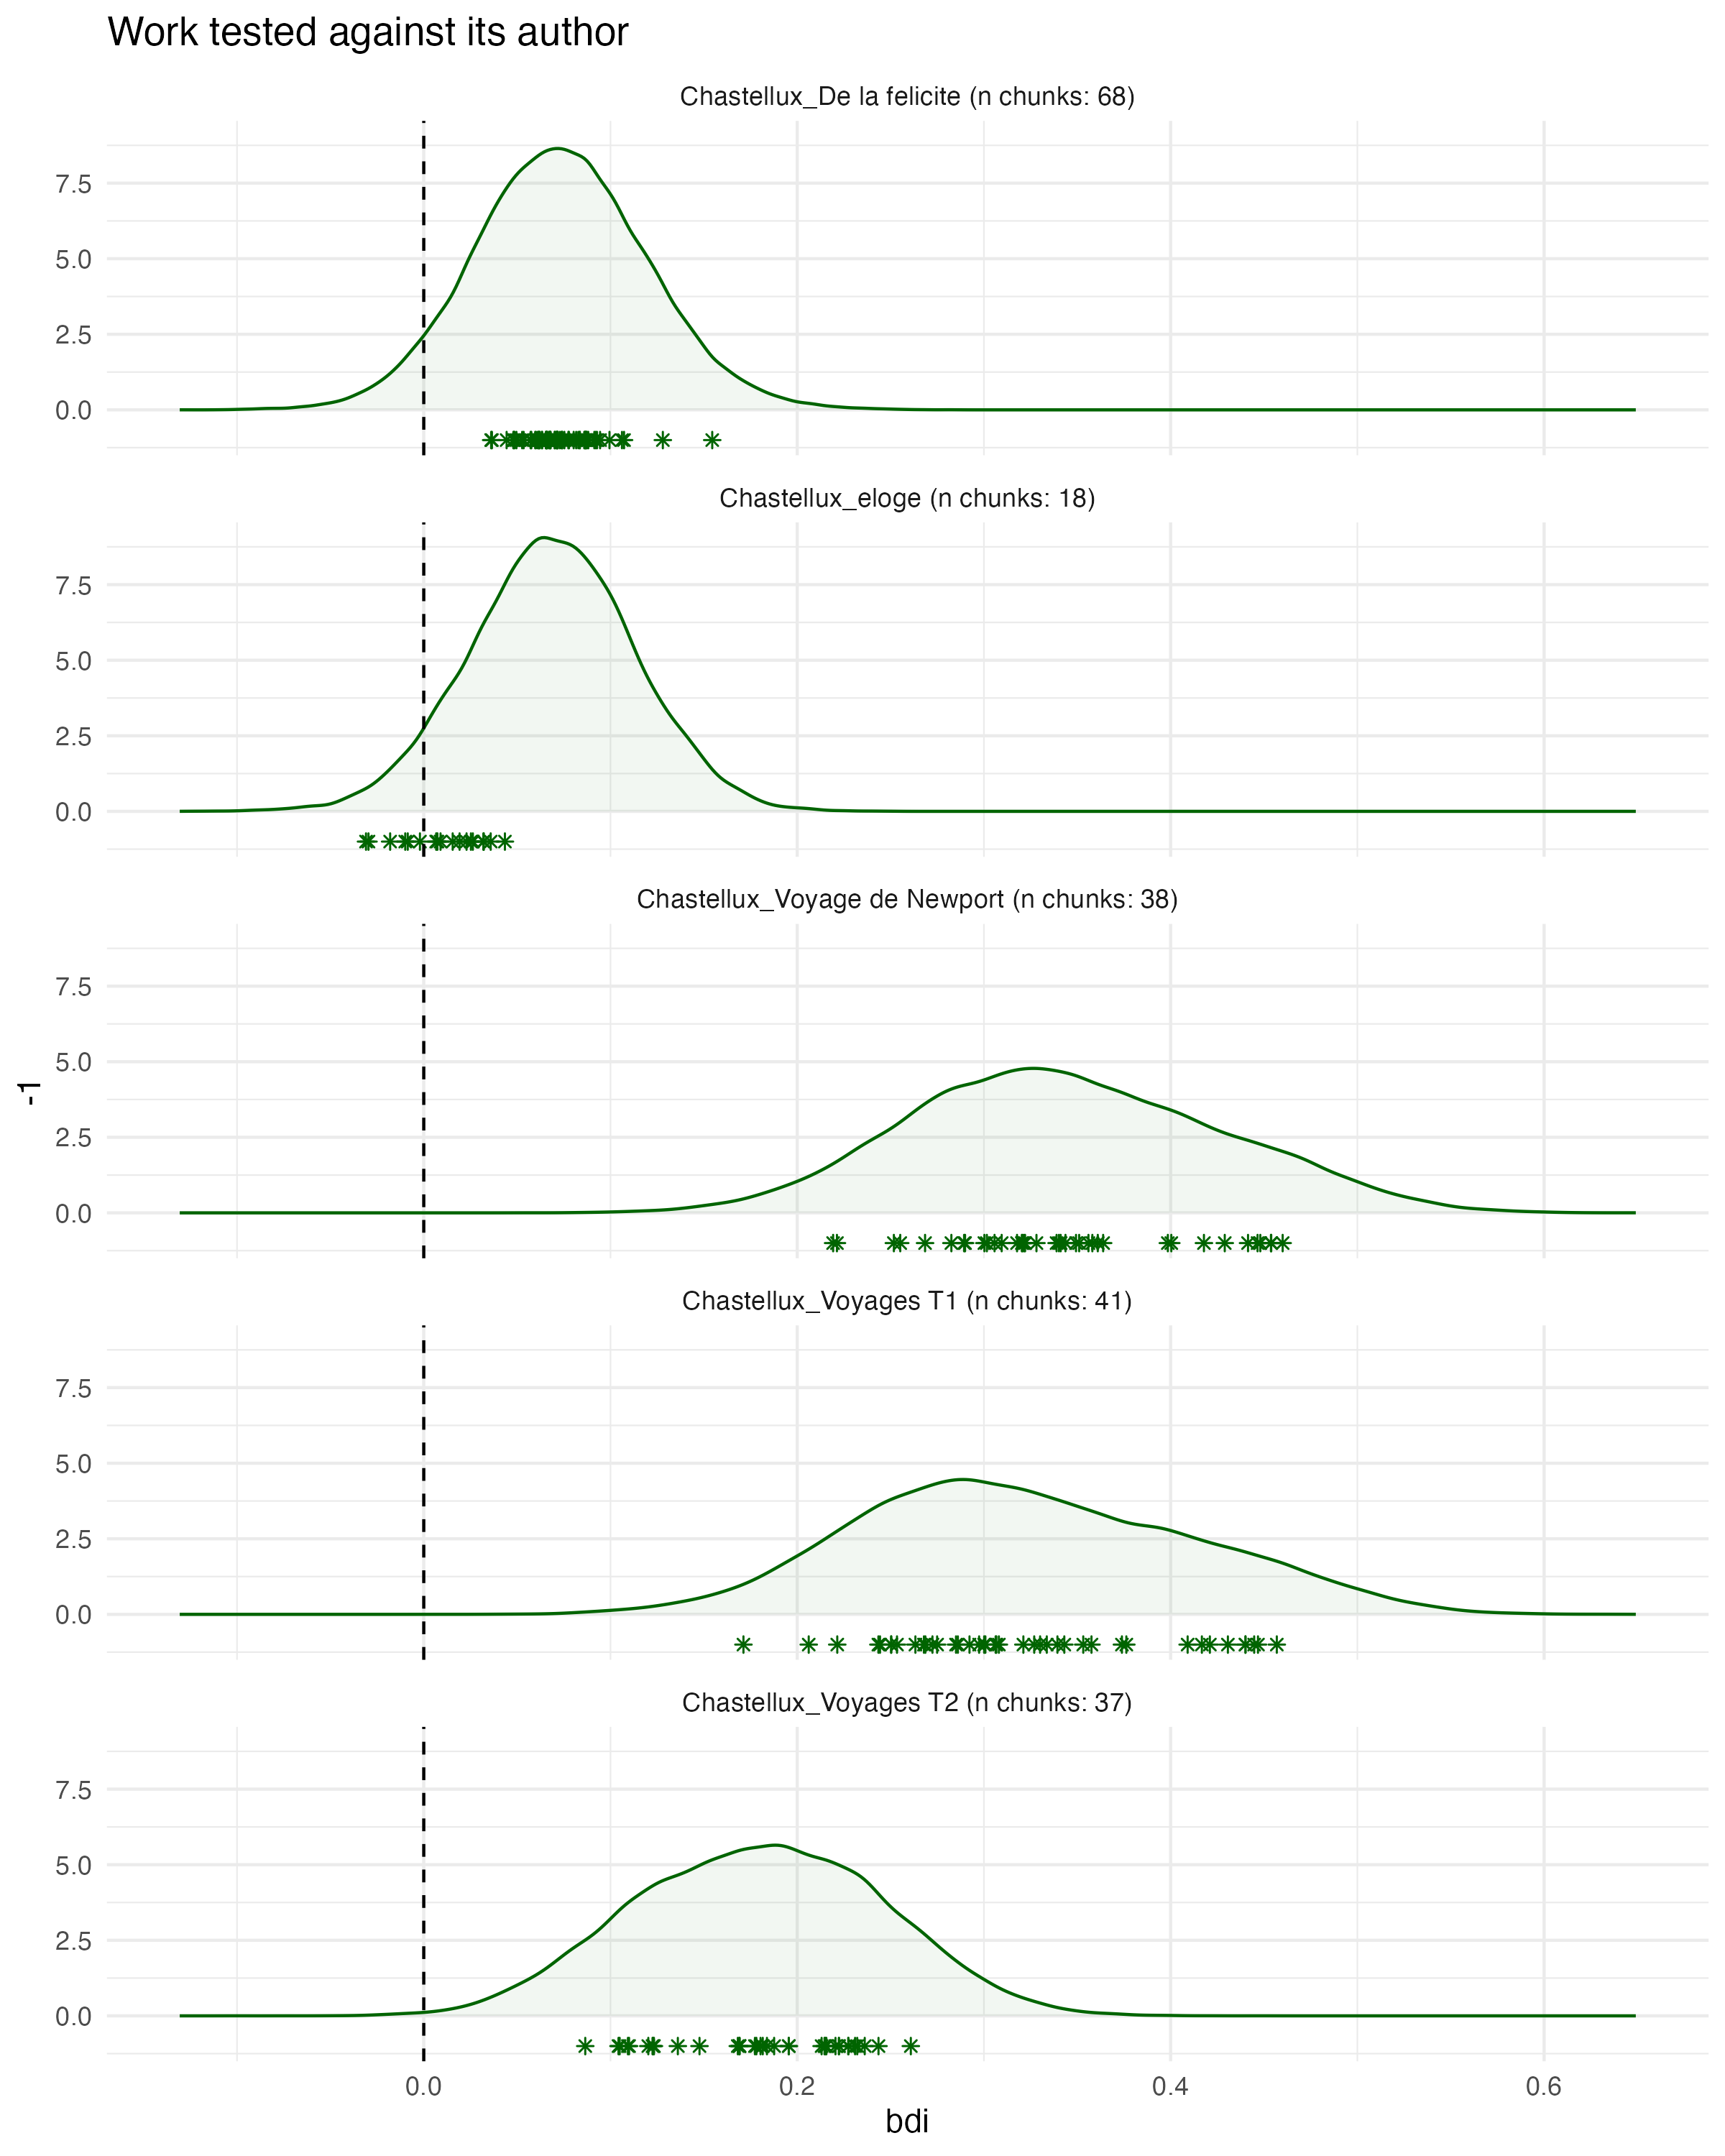 Work tested against its author
Chastellux_De la felicite (n chunks: 68)
7.5
5.0
2.5
0.0
Chastellux_eloge (n chunks: 18)
7.5
5.0
2.5
0.0
Chastellux_Voyage de Newport (n chunks: 38)
7.5
5.0
2.5
0.0
-1
Chastellux_Voyages T1 (n chunks: 41)
7.5
5.0
2.5
0.0
Chastellux_Voyages T2 (n chunks: 37)
7.5
5.0
2.5
0.0
0.0 0.2 0.4 0.6
bdi